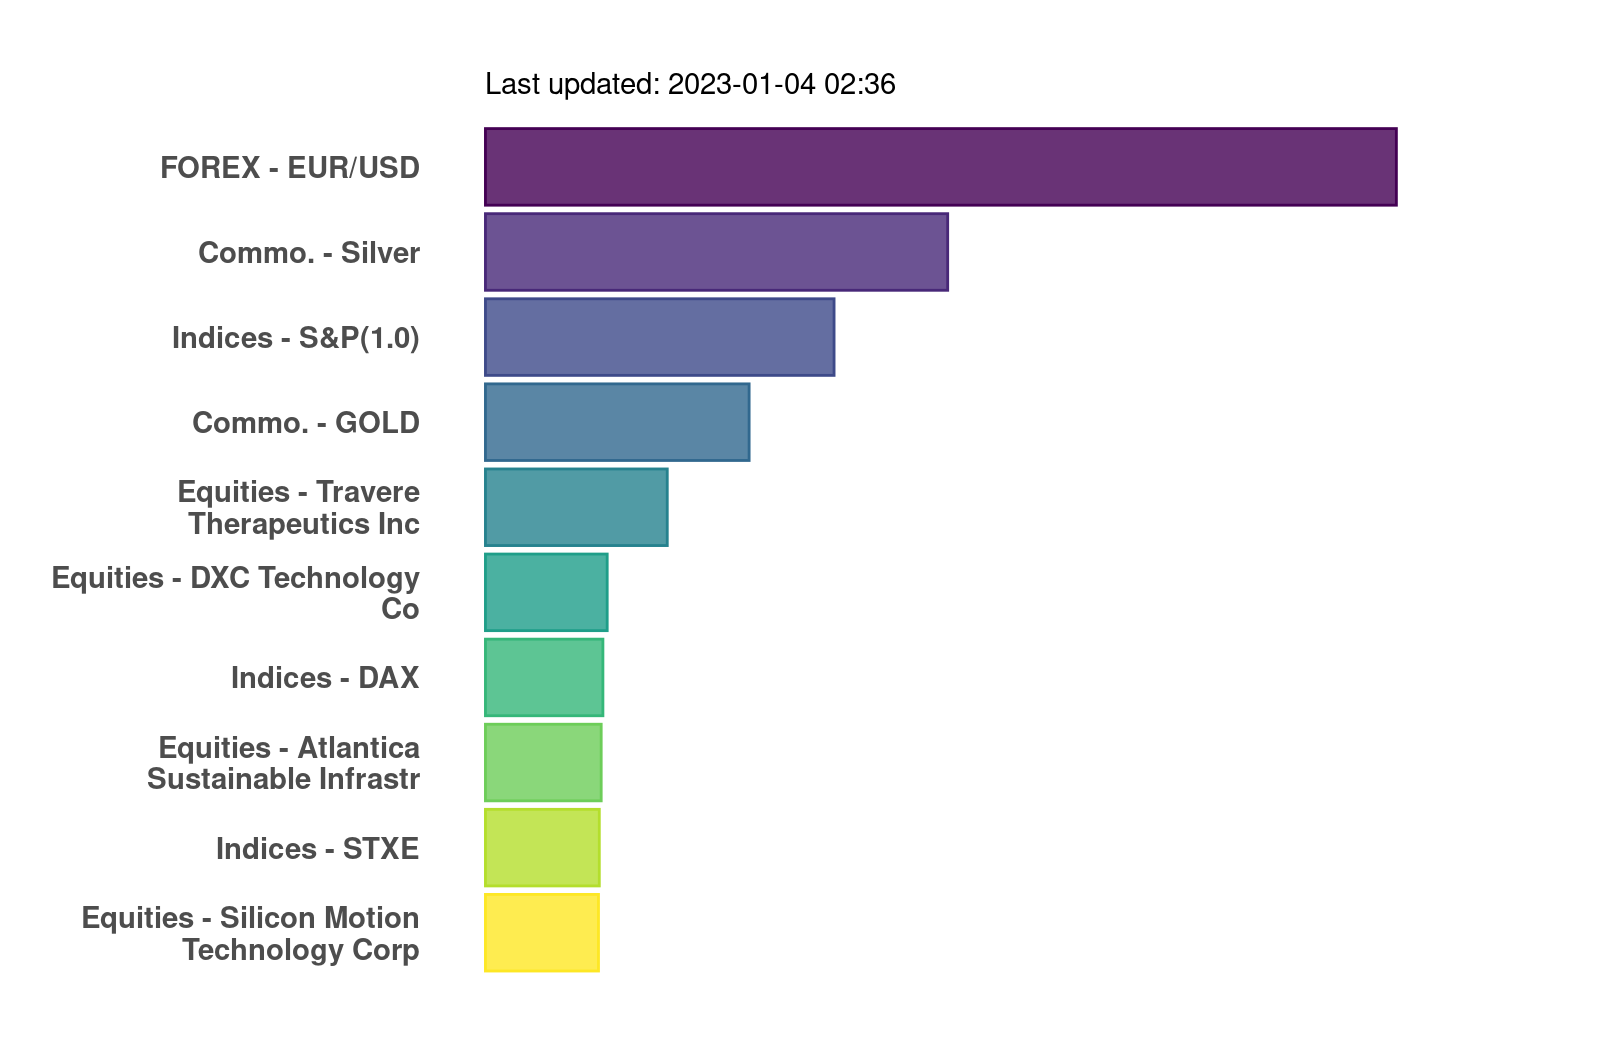 Last updated: 2023-01-04 02:36
FOREX - EUR/USD
Commo. - Silver
Indices - S&P(1.0)
Commo. - GOLD
Equities - Travere
Therapeutics Inc
Equities - DXC Technology
Co
Indices - DAX
Equities - Atlantica
Sustainable Infrastr
Indices - STXE
Equities - Silicon Motion
Technology Corp